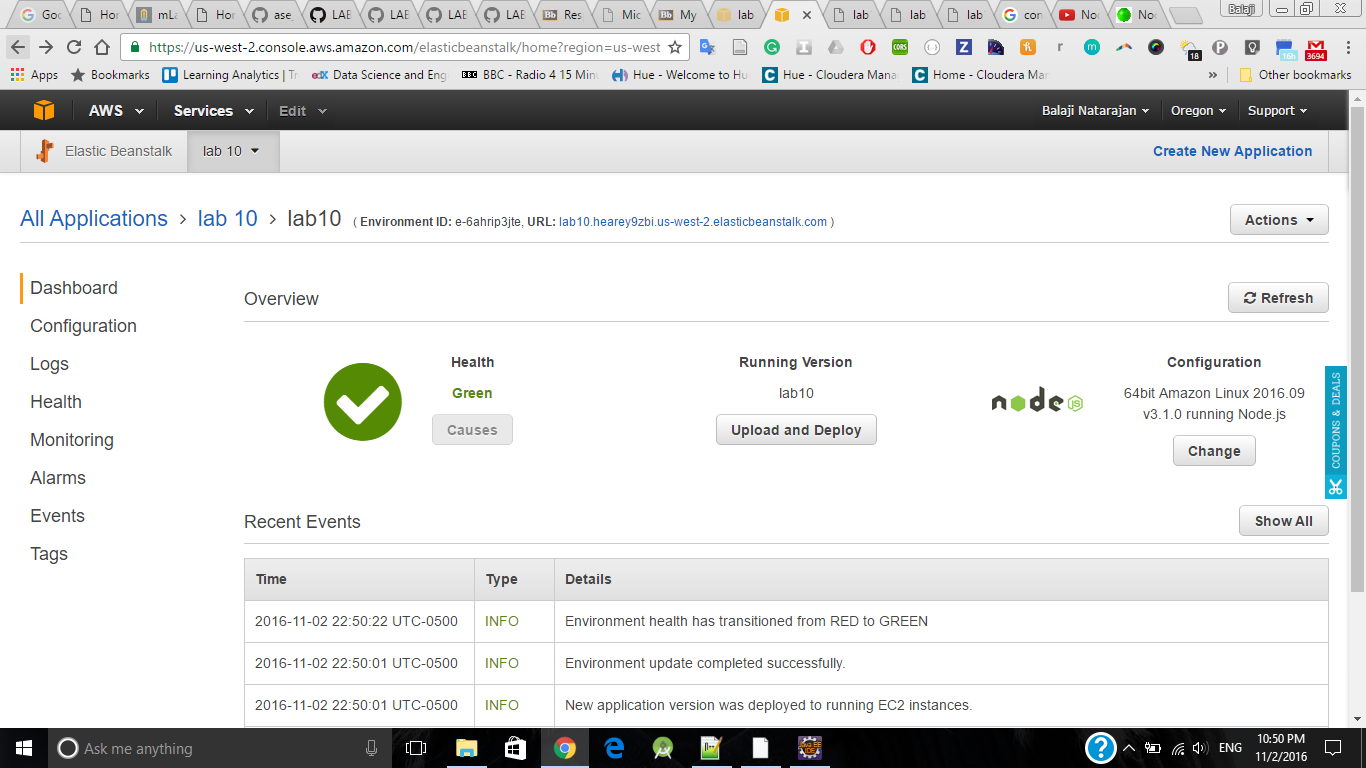 Goo Hor mLa Hor ase LAB LAB LAB LAB Bb Res Mic Bb My lab lab lab lab con Noc Noc Balaji
https://us-west-2.console.aws.amazon.com/elasticbeanstalk/home?region=us-west
Apps Bookmarks Learning Analytics | Tr edX Data Science and Eng BBC BBC - Radio 4 15 Minu Hue - Welcome to Hu Hue - Cloudera Mana Home - Cloudera Man » Other bookmarks
AWS Services Edit Balaji Natarajan Oregon Support
Elastic Beanstalk lab 10 Create New Application
All Applications > lab 10 > lab10 ( Environment ID: e-6ahrip3jte, URL: lab10.hearey9zbi.us-west-2.elasticbeanstalk.com ) Actions
Dashboard
Configuration
Logs
Health
Monitoring
Alarms
Events
Tags
Overview Refresh
Health Running Version Configuration
Green lab10 node JS 64bit Amazon Linux 2016.09
v3.1.0 running Node.js
Causes Upload and Deploy Change
COUPONS & DEALS
Recent Events Show All
Time Type Details
2016-11-02 22:50:22 UTC-0500 INFO Environment health has transitioned from RED to GREEN
2016-11-02 22:50:01 UTC-0500 INFO Environment update completed successfully.
2016-11-02 22:50:01 UTC-0500 INFO New application version was deployed to running EC2 instances.
Ask me anything ENG 10:50 PM
11/2/2016